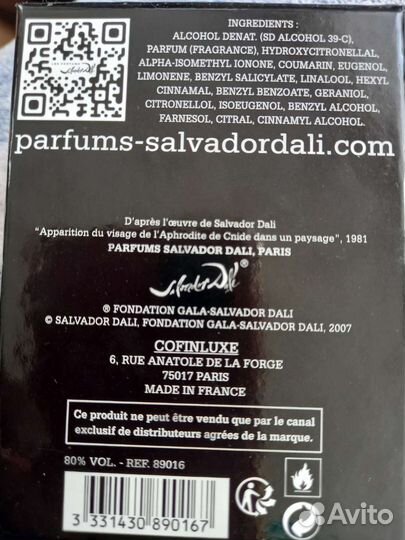 INGREDIENTS:
ALCOHOL DENAT. (SD ALCOHOL 39-C),
PARFUM (FRAGRANCE), HYDROXYCITRONELLAL,
ALPHA-ISOMETHYL IONONE, COUMARIN, EUGENOL,
LIMONENE, BENZYL SALICYLATE, LINALOOL, HEXYL
CINNAMAL, BENZYL BENZOATE, GERANIOL,
CITRONELLOL, ISOEUGENOL, BENZYL ALCOHOL,
FARNESOL, CITRAL, CINNAMYL ALCOHOL.
parfums-salvadordali.com
D'après l'œuvre de Salvador Dali
"Apparition du visage de l'Aphrodite de Cnide dans un paysage", 1981
PARFUMS SALVADOR DALI, PARIS
Salvador Dalí ®
® FONDATION GALA-SALVADOR DALI
© SALVADOR DALI, FONDATION GALA-SALVADOR DALI, 2007
COFINLUXE
6, RUE ANATOLE DE LA FORGE
75017 PARIS
MADE IN FRANCE
Ce produit ne peut être vendu que par le canal
exclusif de distributeurs agrées de la marque.
80% VOL. - REF. 89016
3 331430 890167
Avito